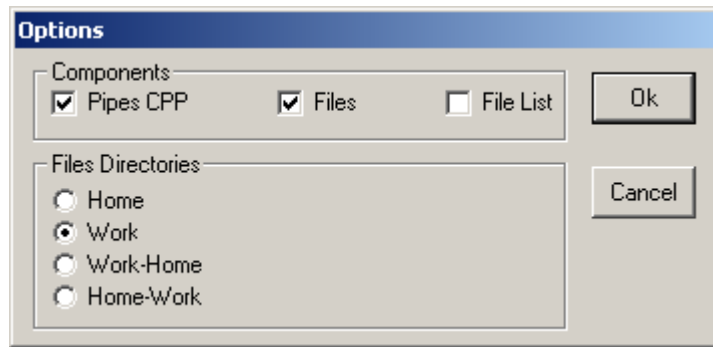 Options
Components
Pipes CPP Files File List
Ok
Files Directories
Home
Cancel
Work
Work-Home
Home-Work